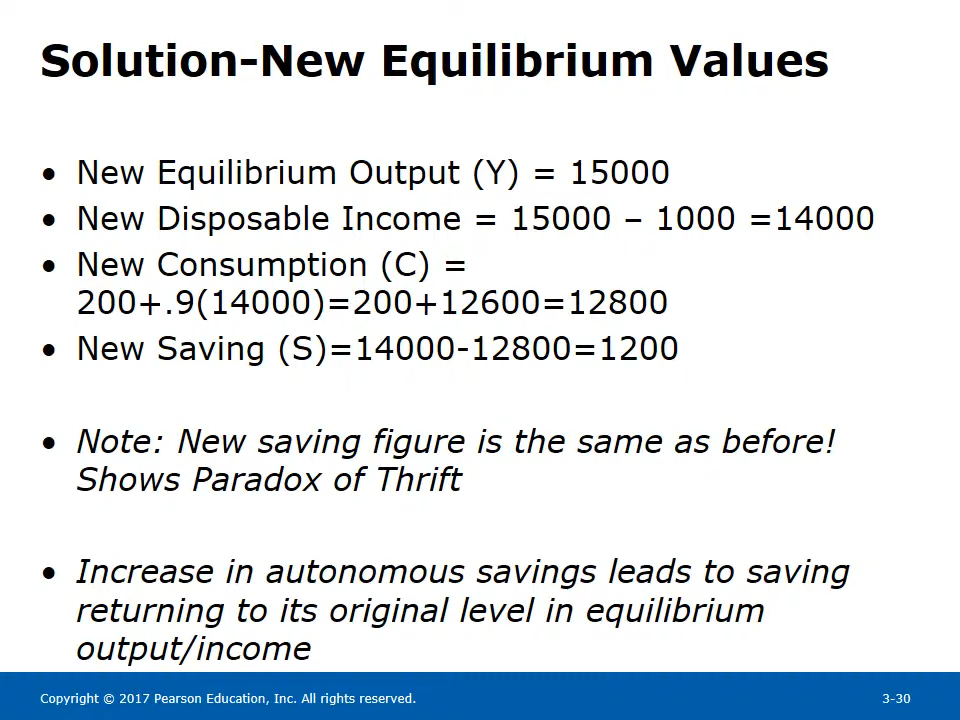 Solution-New Equilibrium Values
• New Equilibrium Output (Y) = 15000
• New Disposable Income = 15000 – 1000 =14000
• New Consumption (C) =
200+.9(14000)=200+12600=12800
• New Saving (S)=14000-12800=1200
• Note: New saving figure is the same as before!
Shows Paradox of Thrift
• Increase in autonomous savings leads to saving
returning to its original level in equilibrium
output/income
Copyright © 2017 Pearson Education, Inc. All rights reserved.
3-30